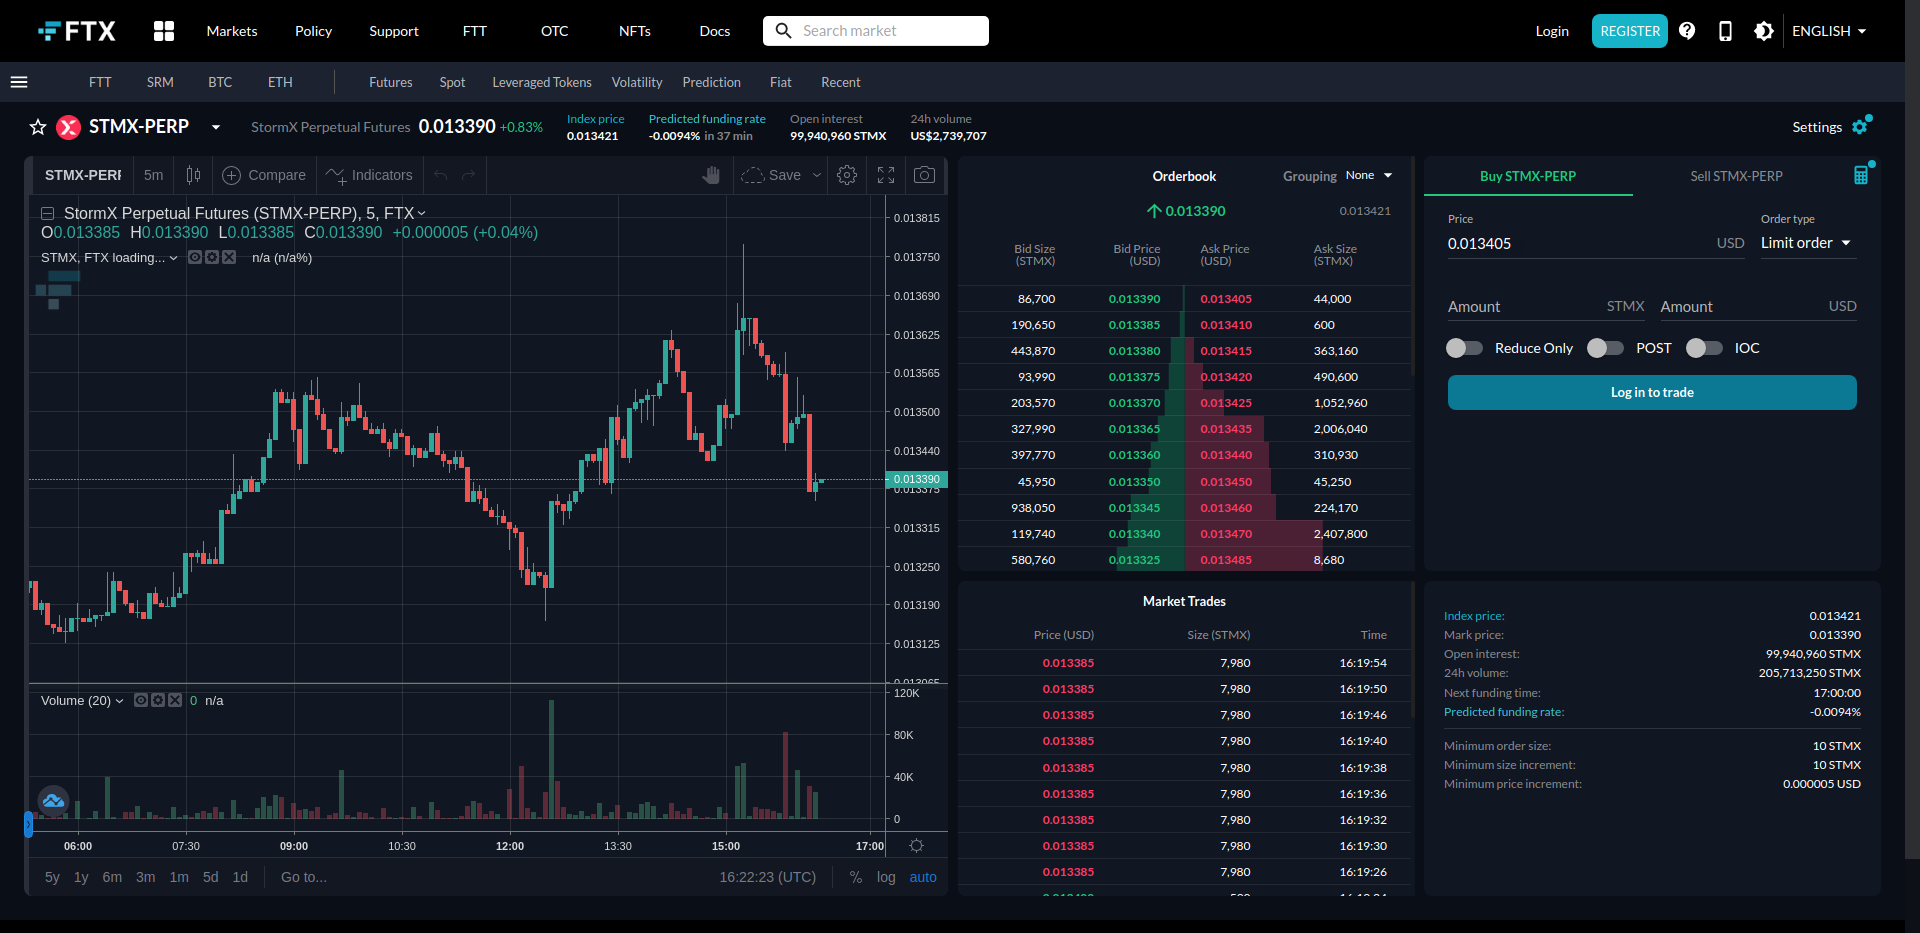 FTX Markets Policy Support FTT OTC NFTs Docs Search market Login REGISTER ENGLISH
FTT SRM BTC ETH Futures Spot Leveraged Tokens Volatility Prediction Fiat Recent
STMX-PERP StormX Perpetual Futures 0.013390 +0.83%
Index price
0.013421
Predicted funding rate
-0.0094% in 37 min
Open interest
99,940,960 STMX
24h volume
US$2,739,707
Settings
STMX-PERP 5m Compare Indicators Save
StormX Perpetual Futures (STMX-PERP), 5, FTX
O0.013385 H0.013390 L0.013385 C0.013390 +0.000005 (+0.04%)
STMX, FTX loading... n/a (n/a%)
0.013815
0.013750
0.013690
0.013625
0.013565
0.013500
0.013440
0.013390
0.013375
0.013315
0.013250
0.013190
0.013125
0.013065
Volume (20) 0 n/a
120K
80K
40K
0
06:00 07:30 09:00 10:30 12:00 13:30 15:00 17:00
5y 1y 6m 3m 1m 5d 1d Go to... 16:22:23 (UTC) % log auto
Orderbook Grouping None
0.013390 0.013421
Bid Size (STMX) Bid Price (USD) Ask Price (USD) Ask Size (STMX)
86,700 0.013390 0.013405 44,000
190,650 0.013385 0.013410 600
443,870 0.013380 0.013415 363,160
93,990 0.013375 0.013420 490,600
203,570 0.013370 0.013425 1,052,960
327,990 0.013365 0.013435 2,006,040
397,770 0.013360 0.013440 310,930
45,950 0.013350 0.013450 45,250
938,050 0.013345 0.013460 224,170
119,740 0.013340 0.013470 2,407,800
580,760 0.013325 0.013485 8,680
Market Trades
Price (USD) Size (STMX) Time
0.013385 7,980 16:19:54
0.013385 7,980 16:19:50
0.013385 7,980 16:19:46
0.013385 7,980 16:19:40
0.013385 7,980 16:19:38
0.013385 7,980 16:19:36
0.013385 7,980 16:19:32
0.013385 7,980 16:19:30
0.013385 7,980 16:19:26
Buy STMX-PERP Sell STMX-PERP
Price Order type
0.013405 USD Limit order
Amount STMX Amount USD
Reduce Only POST IOC
Log in to trade
Index price: 0.013421
Mark price: 0.013390
Open interest: 99,940,960 STMX
24h volume: 205,713,250 STMX
Next funding time: 17:00:00
Predicted funding rate: -0.0094%
Minimum order size: 10 STMX
Minimum size increment: 10 STMX
Minimum price increment: 0.000005 USD